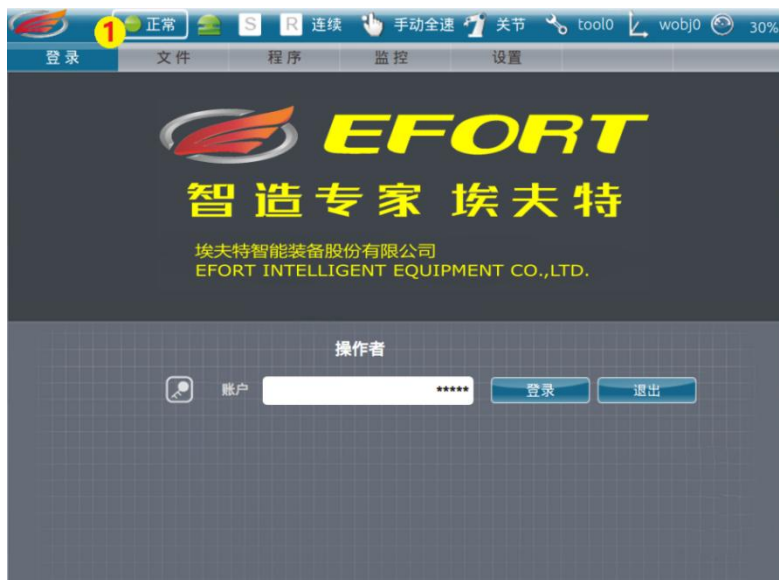 1 正常 S R 连续 手动全速 关节 tool0 wobj0 30%
登录 文件 程序 监控 设置
EFORT
智造专家 埃夫特
埃夫特智能装备股份有限公司
EFORT INTELLIGENT EQUIPMENT CO.,LTD.
操作者
账户 ***** 登录 退出